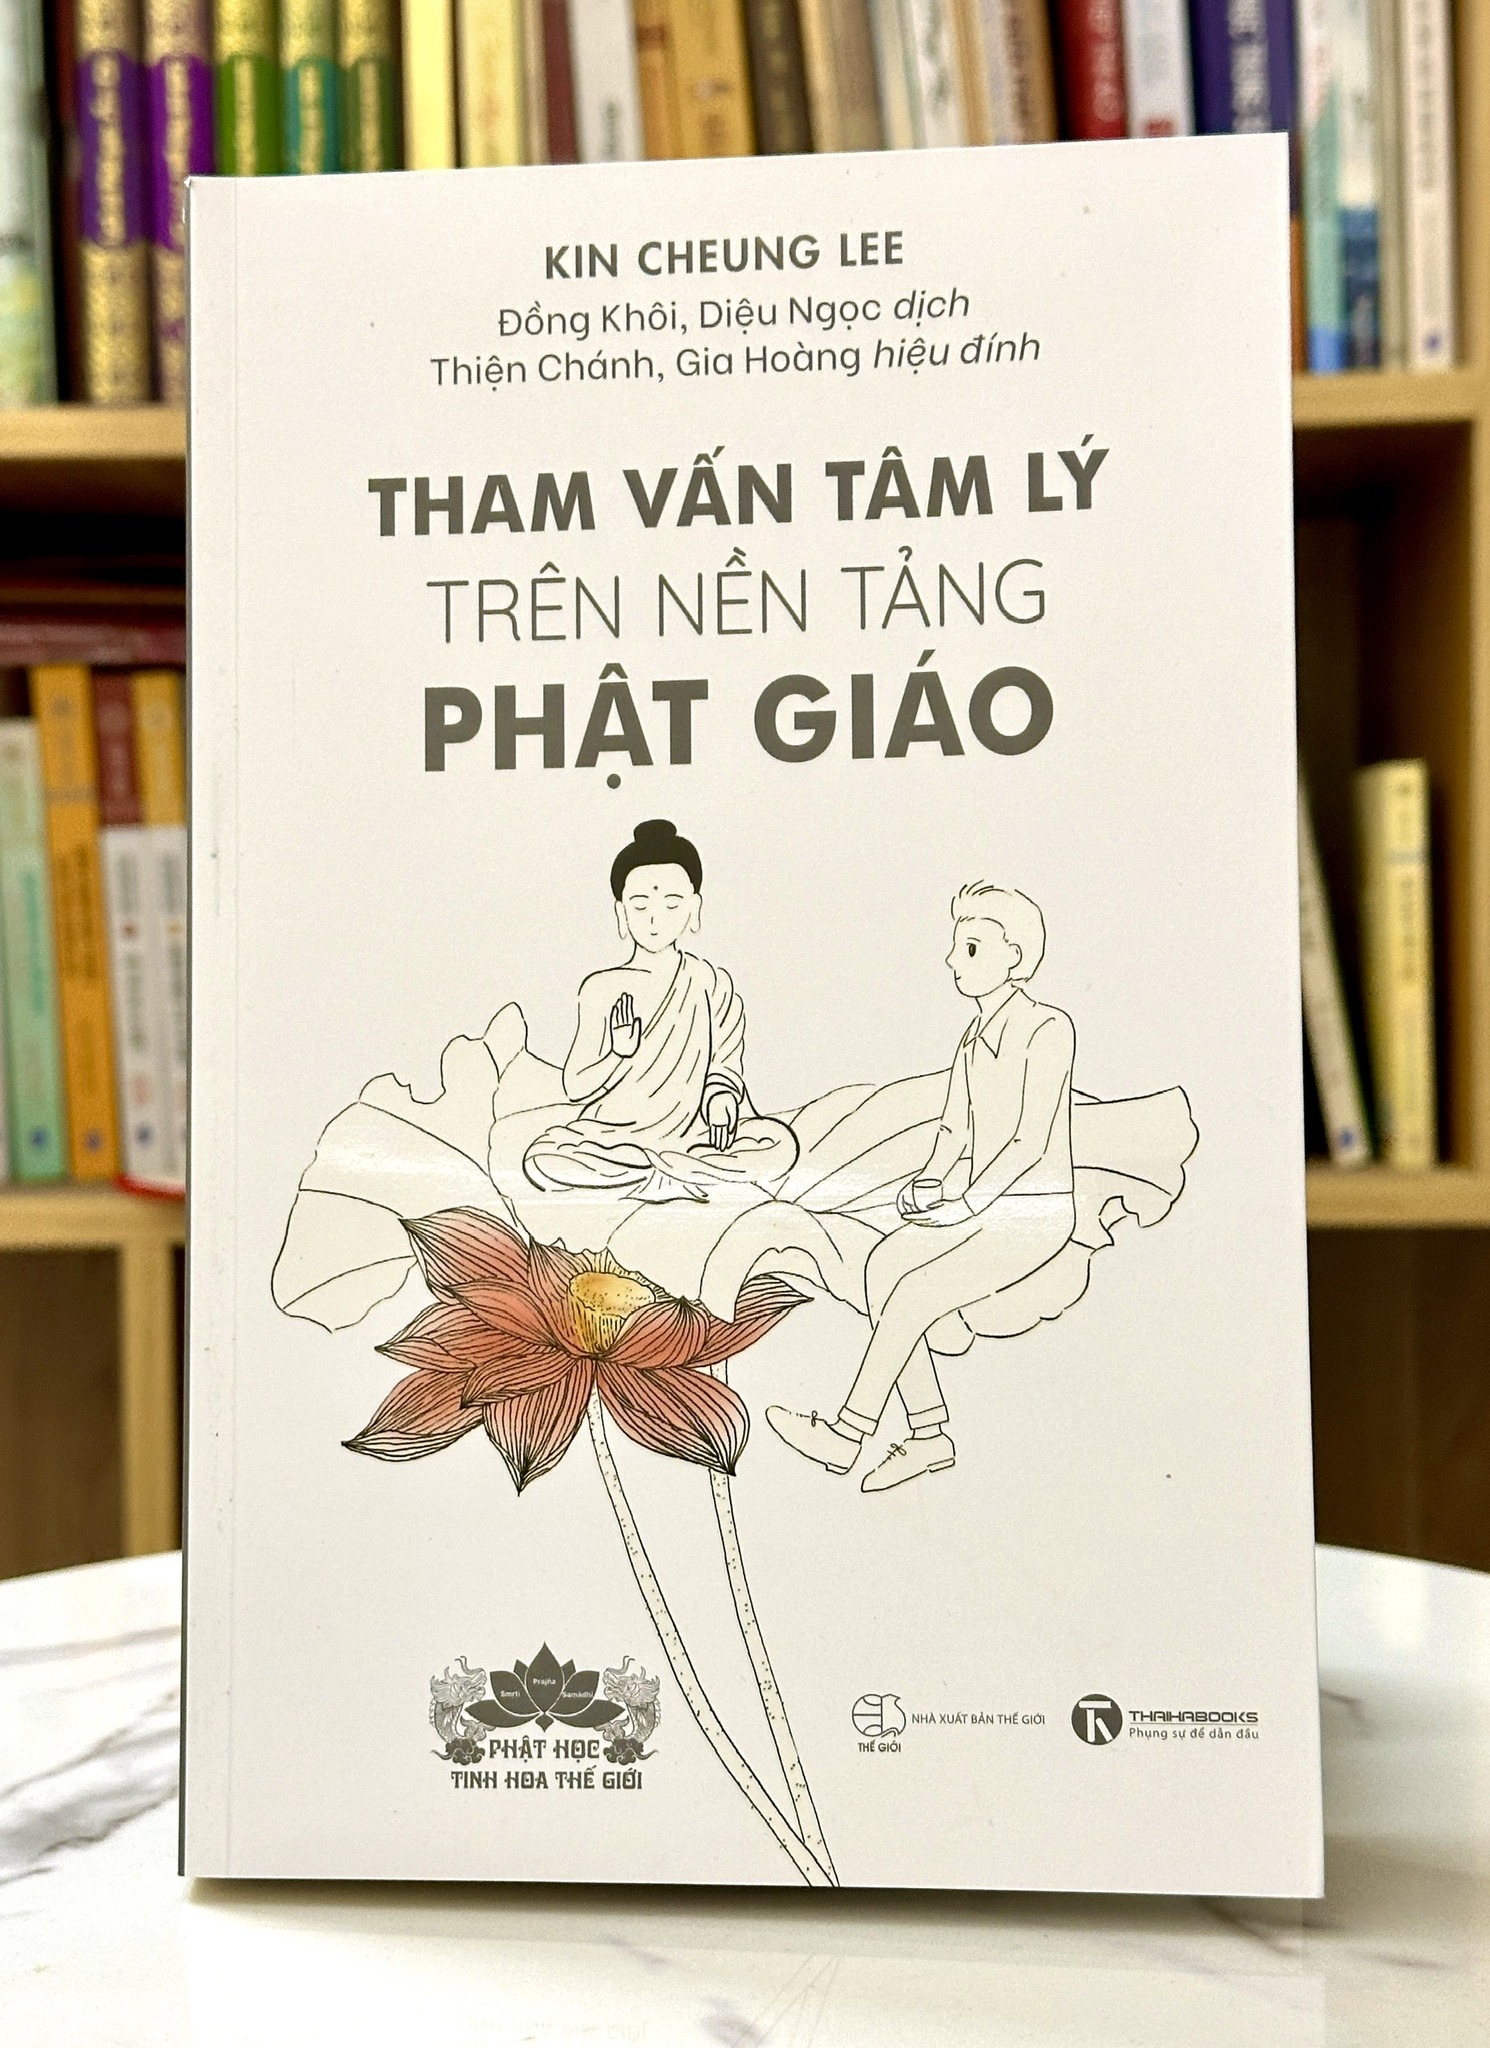 KIN CHEUNG LEE
Đồng Khôi, Diệu Ngọc dịch
Thiện Chánh, Gia Hoàng hiệu đính
THAM VẤN TÂM LÝ
TRÊN NỀN TẢNG
PHẬT GIÁO
Smrti Prajña Samādhi
PHẬT HỌC
TINH HOA THẾ GIỚI
THẾ GIỚI
NHÀ XUẤT BẢN THẾ GIỚI
THAIHABOOKS
Phụng sự để dẫn đầu